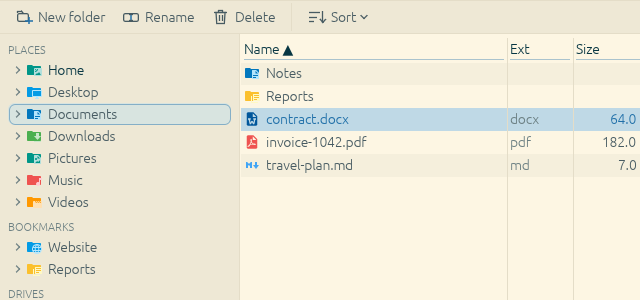 New folder Rename Delete Sort
PLACES
Home
Desktop
Documents
Downloads
Pictures
Music
Videos
BOOKMARKS
Website
Reports
DRIVES
Name ▲ Ext Size
Notes
Reports
contract.docx docx 64.0
invoice-1042.pdf pdf 182.0
travel-plan.md md 7.0